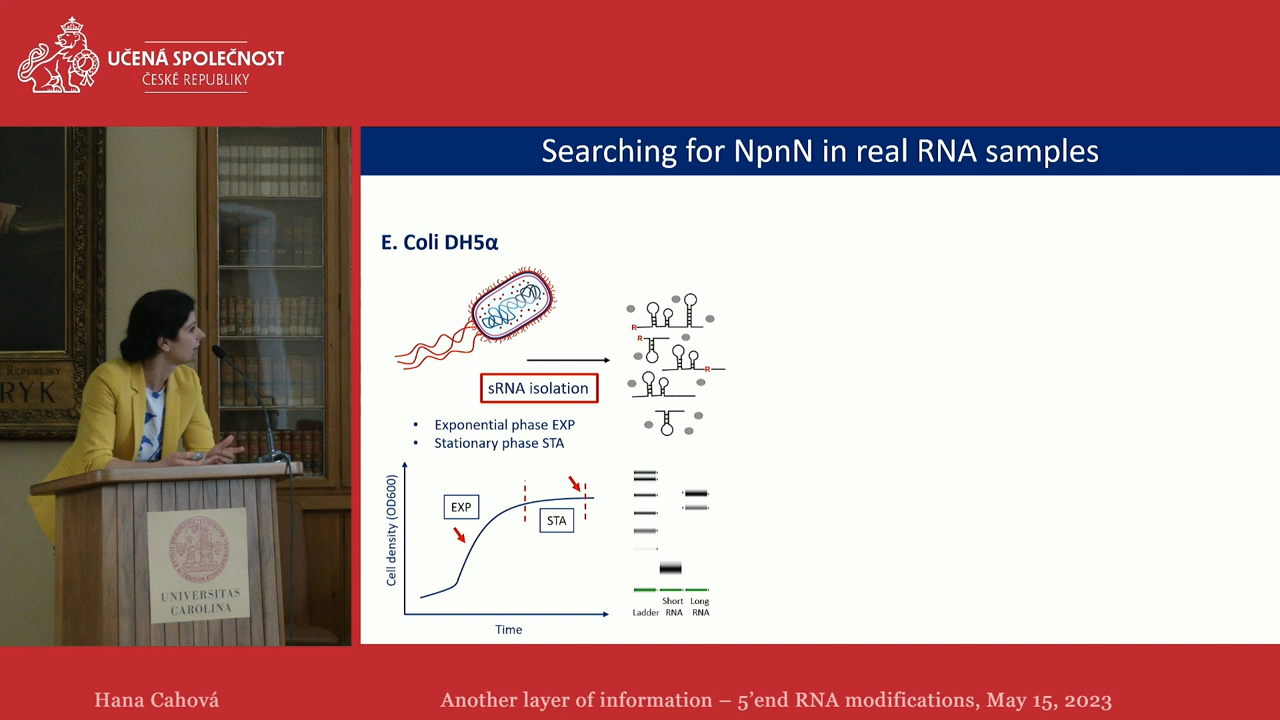 UČENÁ SPOLEČNOST
ČESKÉ REPUBLIKY
Searching for NpnN in real RNA samples
E. Coli DH5α
R
R
R
sRNA isolation
• Exponential phase EXP
• Stationary phase STA
Cell density (OD600)
EXP
STA
Time
Ladder
Short
RNA
Long
RNA
REPUBLIKY
RYK
UNIVERSITAS
CAROLINA
Hana Cahová
Another layer of information – 5’end RNA modifications, May 15, 2023